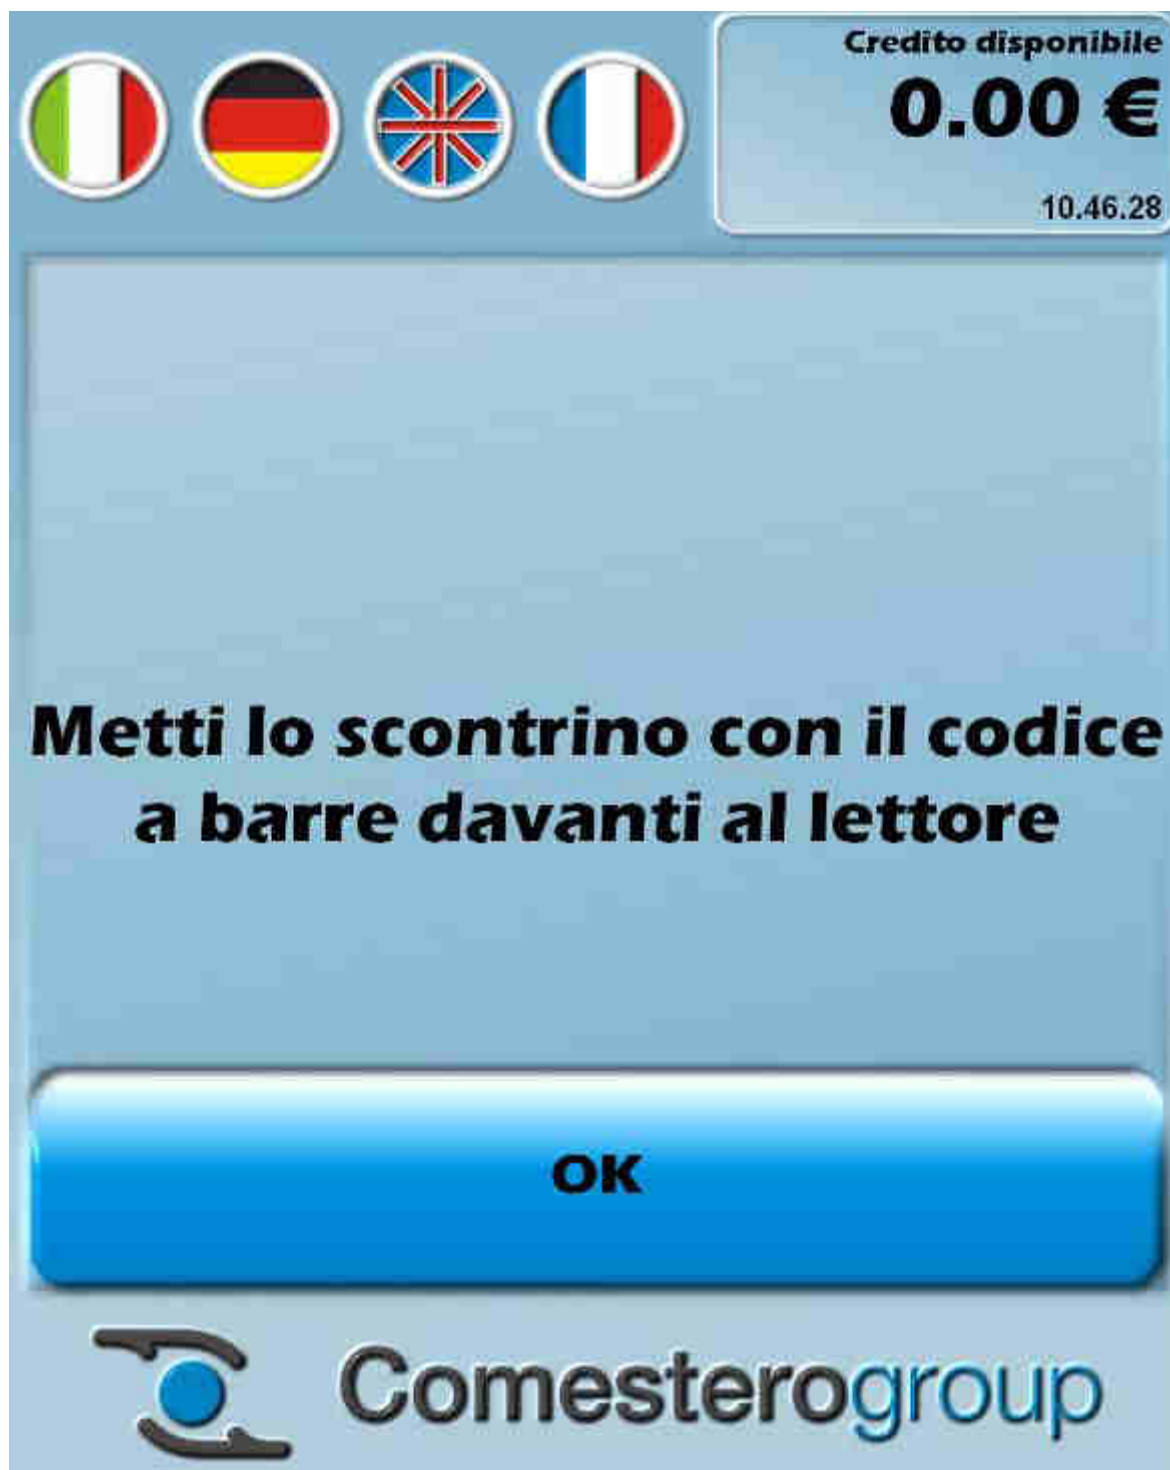 Credito disponibile
0.00 €
10.46.28
Metti lo scontrino con il codice
a barre davanti al lettore
OK
Comesterogroup